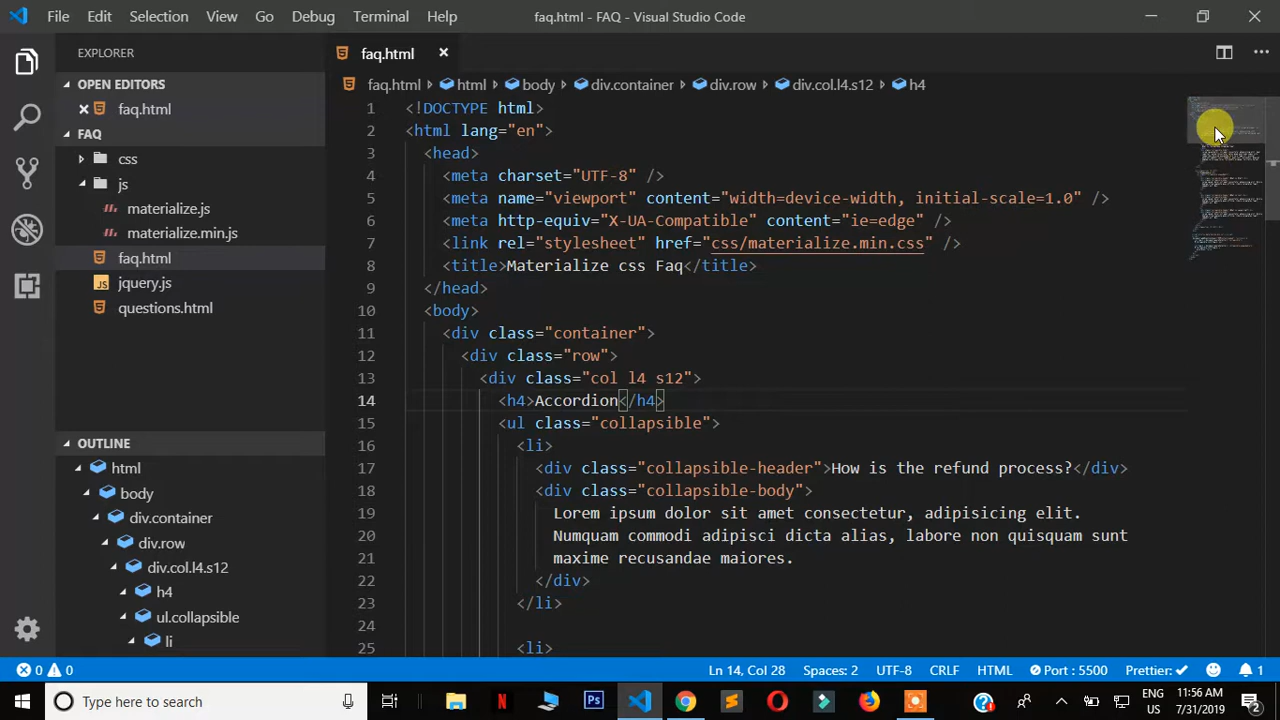 File Edit Selection View Go Debug Terminal Help faq.html - FAQ - Visual Studio Code
EXPLORER
OPEN EDITORS
faq.html
FAQ
css
js
materialize.js
materialize.min.js
faq.html
JS jquery.js
questions.html
OUTLINE
html
body
div.container
div.row
div.col.l4.s12
h4
ul.collapsible
li
faq.html
faq.html html body div.container div.row div.col.l4.s12 h4
1 <!DOCTYPE html>
2 <html lang="en">
3 <head>
4 <meta charset="UTF-8" />
5 <meta name="viewport" content="width=device-width, initial-scale=1.0" />
6 <meta http-equiv="X-UA-Compatible" content="ie=edge" />
7 <link rel="stylesheet" href="css/materialize.min.css" />
8 <title>Materialize css Faq</title>
9 </head>
10 <body>
11 <div class="container">
12 <div class="row">
13 <div class="col l4 s12">
14 <h4>Accordion</h4>
15 <ul class="collapsible">
16 <li>
17 <div class="collapsible-header">How is the refund process?</div>
18 <div class="collapsible-body">
19 Lorem ipsum dolor sit amet consectetur, adipisicing elit.
20 Numquam commodi adipisci dicta alias, labore non quisquam sunt
21 maxime recusandae maiores.
22 </div>
23 </li>
24
25 <li>
0 0 Ln 14, Col 28 Spaces: 2 UTF-8 CRLF HTML Port : 5500 Prettier: 1
Type here to search
N Ps S
ENG
US
11:56 AM
7/31/2019
2